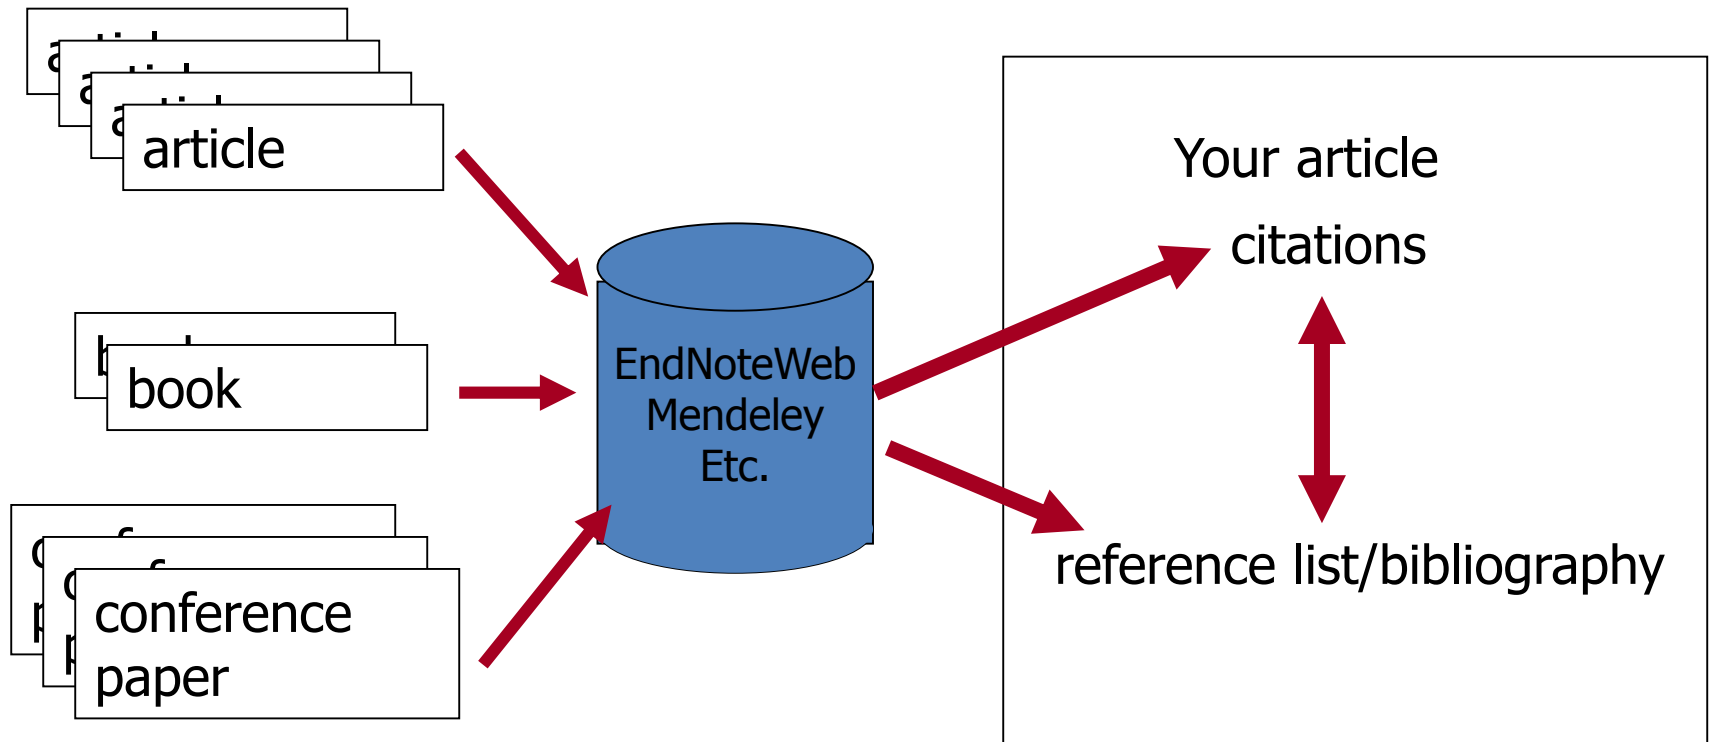 article
book
conference
paper
EndNoteWeb
Mendeley
Etc.
Your article
citations
reference list/bibliography